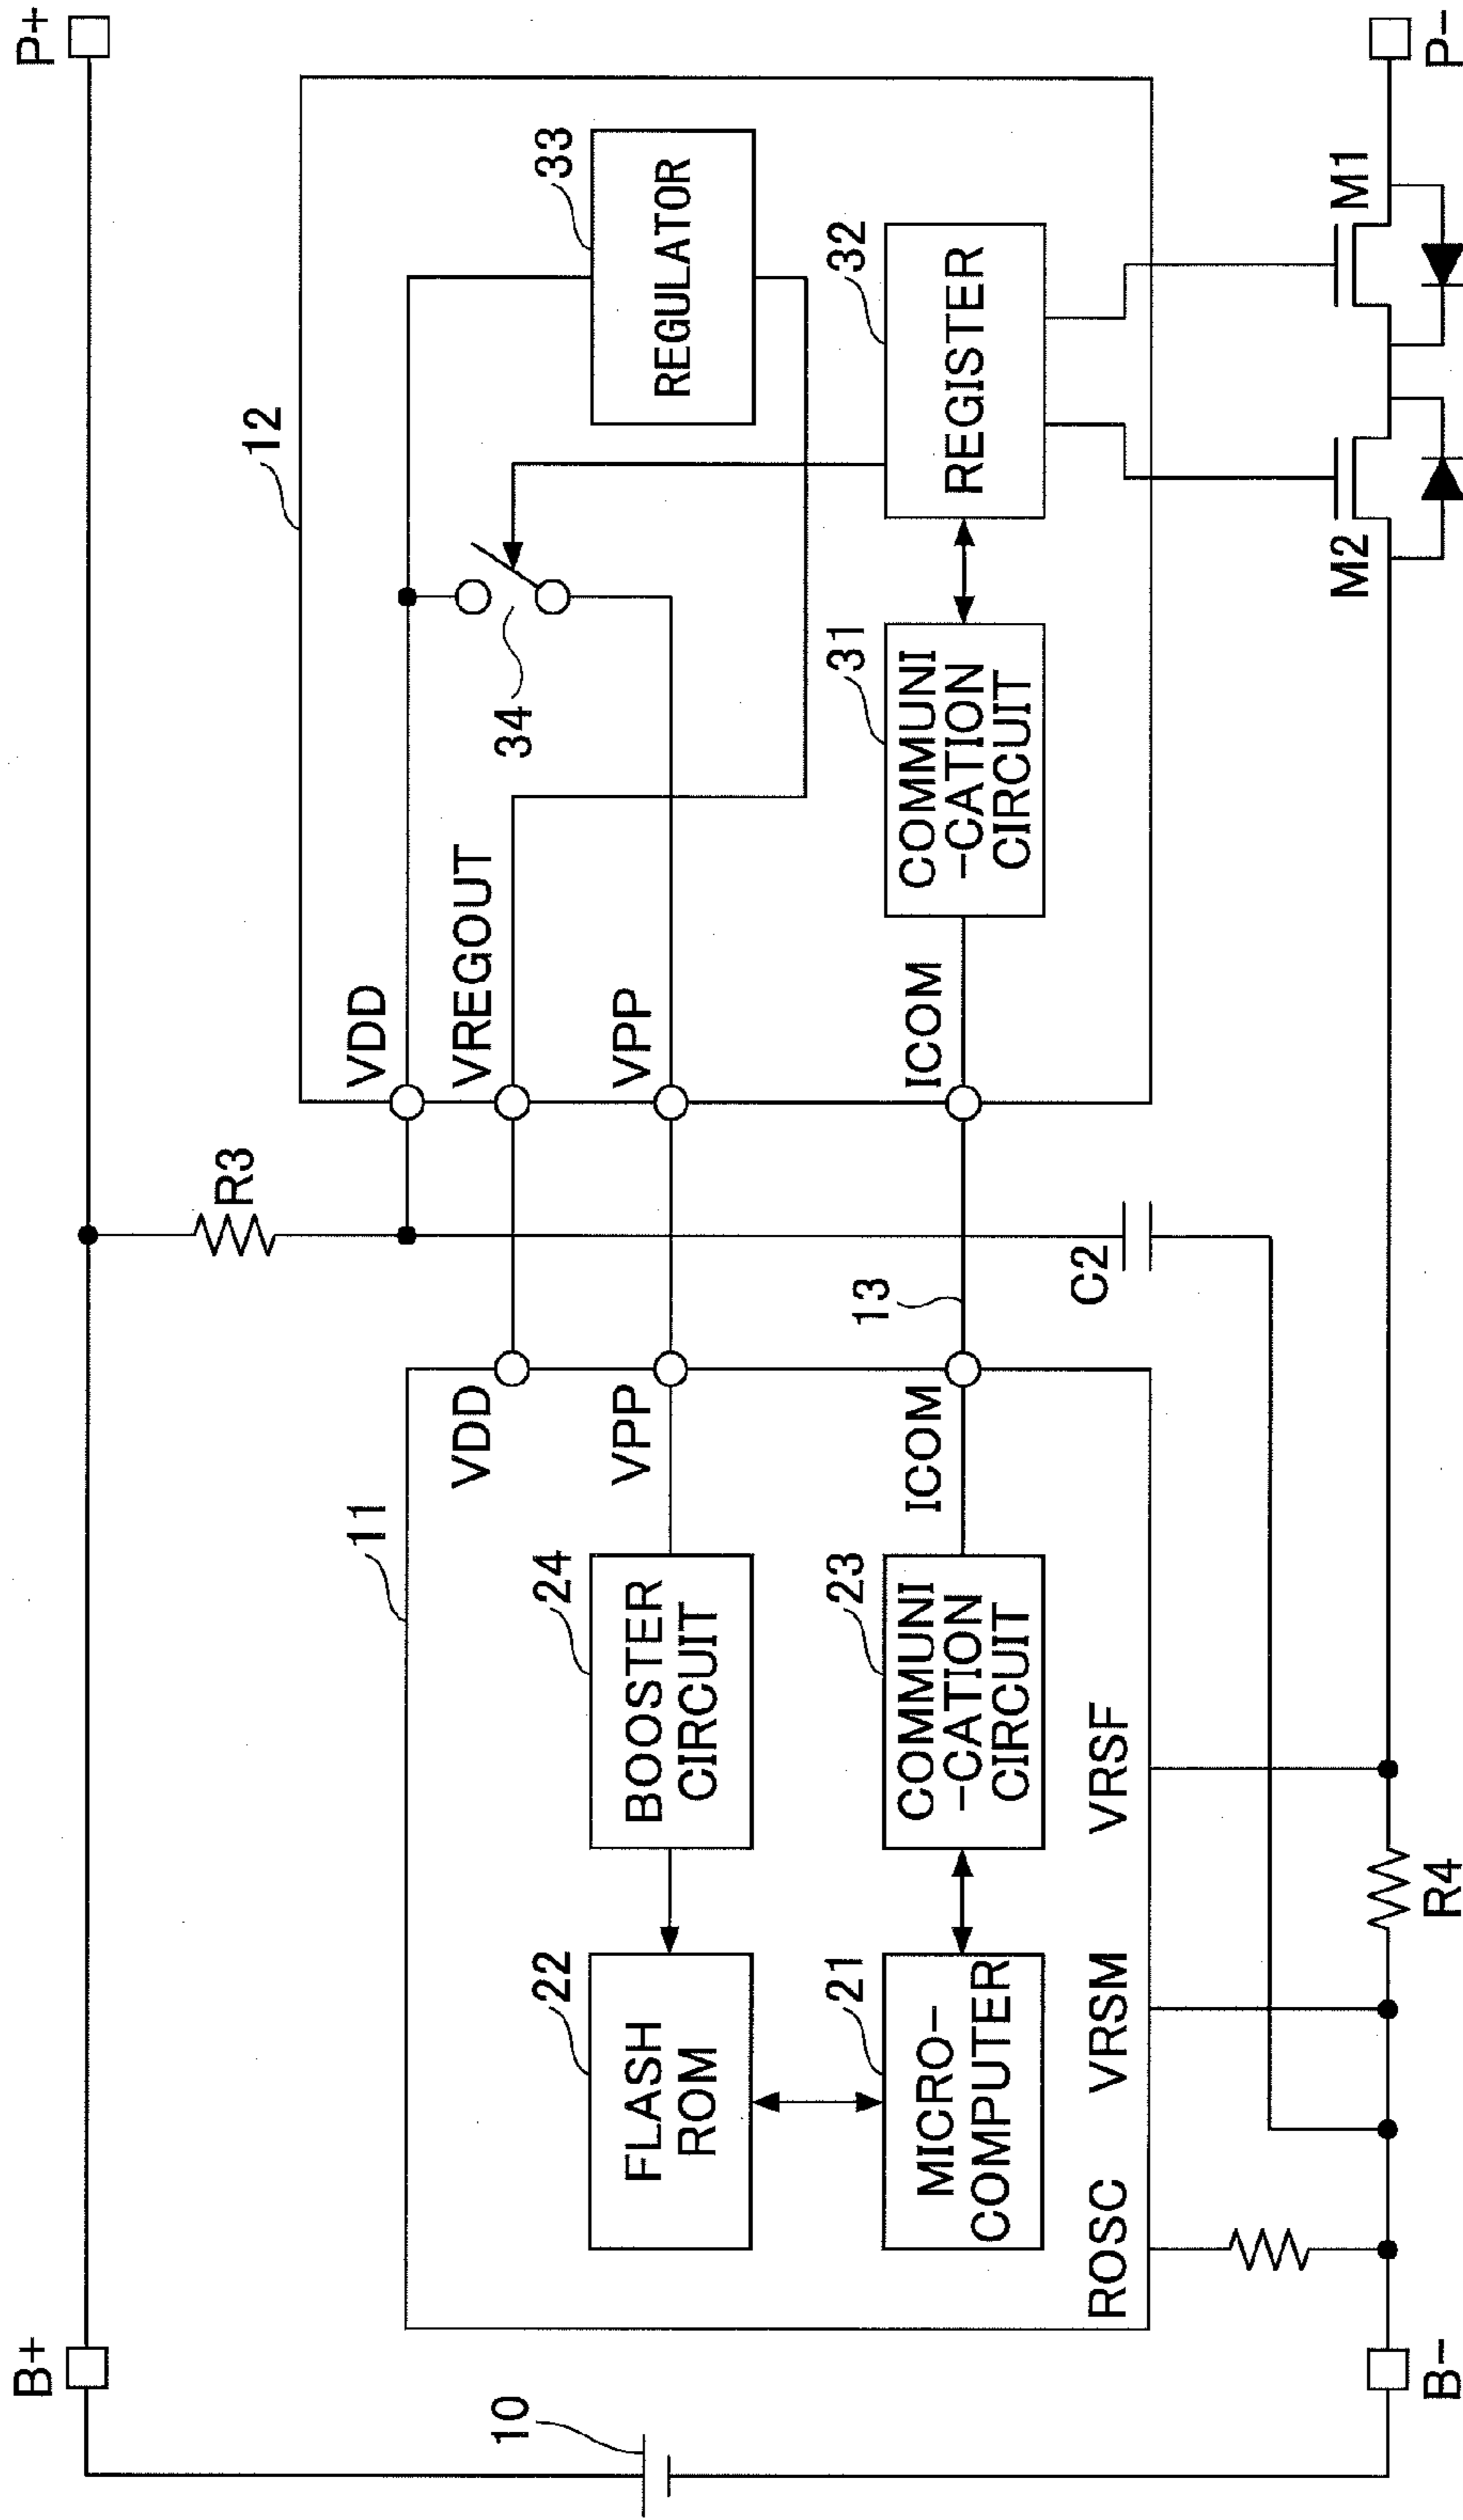 B+
P+
10
11
R3
12
VDD
VDD
VREGOUT
VPP
VPP
24
BOOSTER
CIRCUIT
22
FLASH
ROM
34
33
REGULATOR
21
MICRO-
COMPUTER
23
COMMUNI
-CATION
CIRCUIT
ICOM
13
ICOM
31
COMMUNI
-CATION
CIRCUIT
32
REGISTER
C2
ROSC
VRSM
VRSF
R4
M2
M1
B-
P-